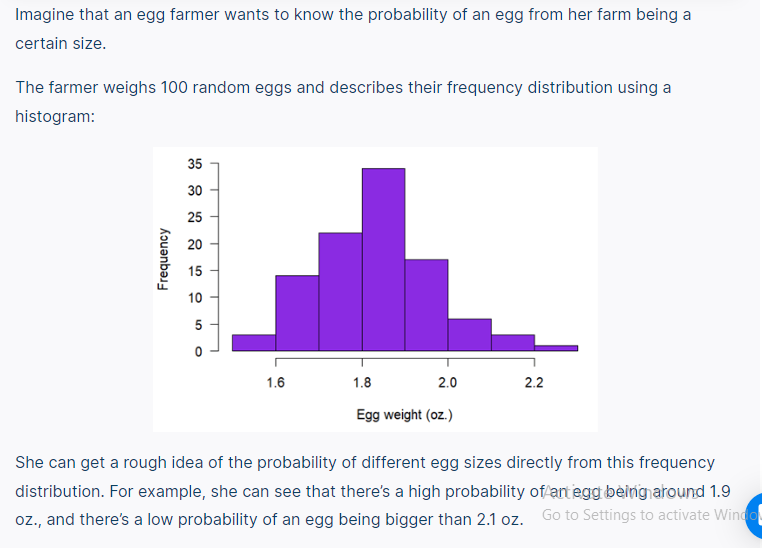 Imagine that an egg farmer wants to know the probability of an egg from her farm being a
certain size.
The farmer weighs 100 random eggs and describes their frequency distribution using a
histogram:
35
30
25
20
15
10
5
0
Frequency
1.6 1.8 2.0 2.2
Egg weight (oz.)
She can get a rough idea of the probability of different egg sizes directly from this frequency
distribution. For example, she can see that there's a high probability of an egg being around 1.9
oz., and there's a low probability of an egg being bigger than 2.1 oz.
Activate Windows
Go to Settings to activate Windo